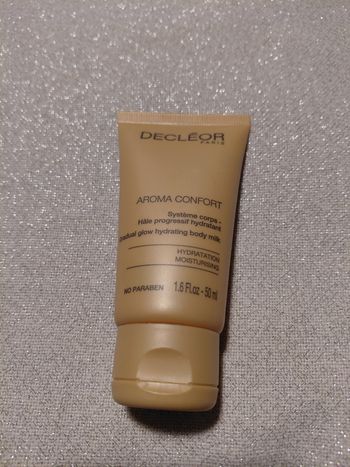 DECLÉOR
PARIS
AROMA CONFORT
Système corps -
Hâle progressif hydratant
gradual glow hydrating body milk
HYDRATATION
MOISTURISING
NO PARABEN 1.6 Fl.oz - 50 ml